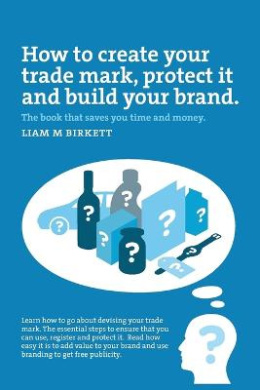 How to create your
trade mark, protect it
and build your brand.
The book that saves you time and money.
LIAM M BIRKETT
? ? ? ? ? ?
Learn how to go about devising your trade
mark. The essential steps to ensure that you
can use, register and protect it. Read how
easy it is to add value to your brand and use
branding to get free publicity.
?